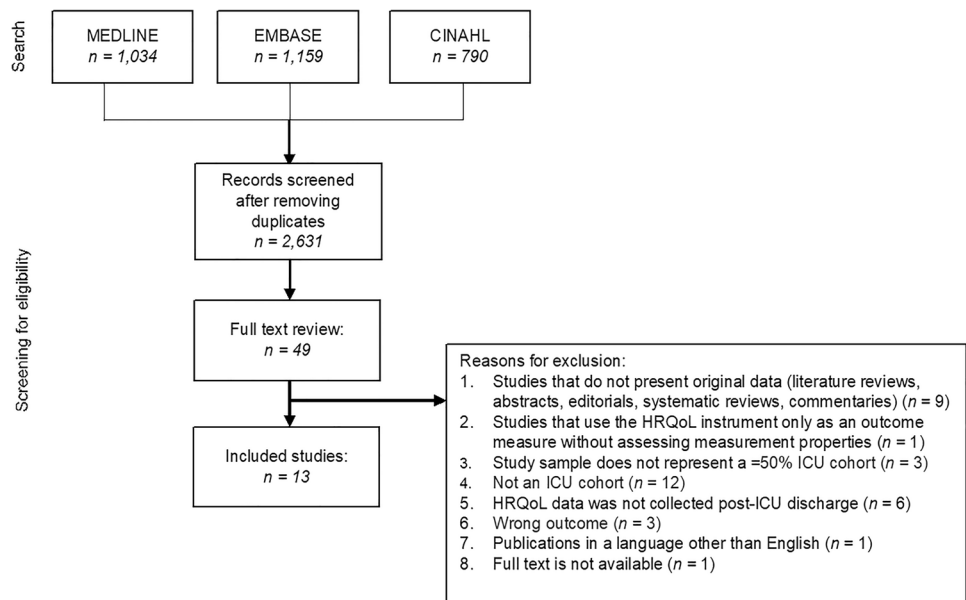 Search
MEDLINE
n = 1,034
EMBASE
n = 1,159
CINAHL
n = 790
Screening for eligibility
Records screened
after removing
duplicates
n = 2,631
Full text review:
n = 49
Included studies:
n = 13
Reasons for exclusion:
1. Studies that do not present original data (literature reviews,
abstracts, editorials, systematic reviews, commentaries) (n = 9)
2. Studies that use the HRQoL instrument only as an outcome
measure without assessing measurement properties (n = 1)
3. Study sample does not represent a =50% ICU cohort (n = 3)
4. Not an ICU cohort (n = 12)
5. HRQoL data was not collected post-ICU discharge (n = 6)
6. Wrong outcome (n = 3)
7. Publications in a language other than English (n = 1)
8. Full text is not available (n = 1)